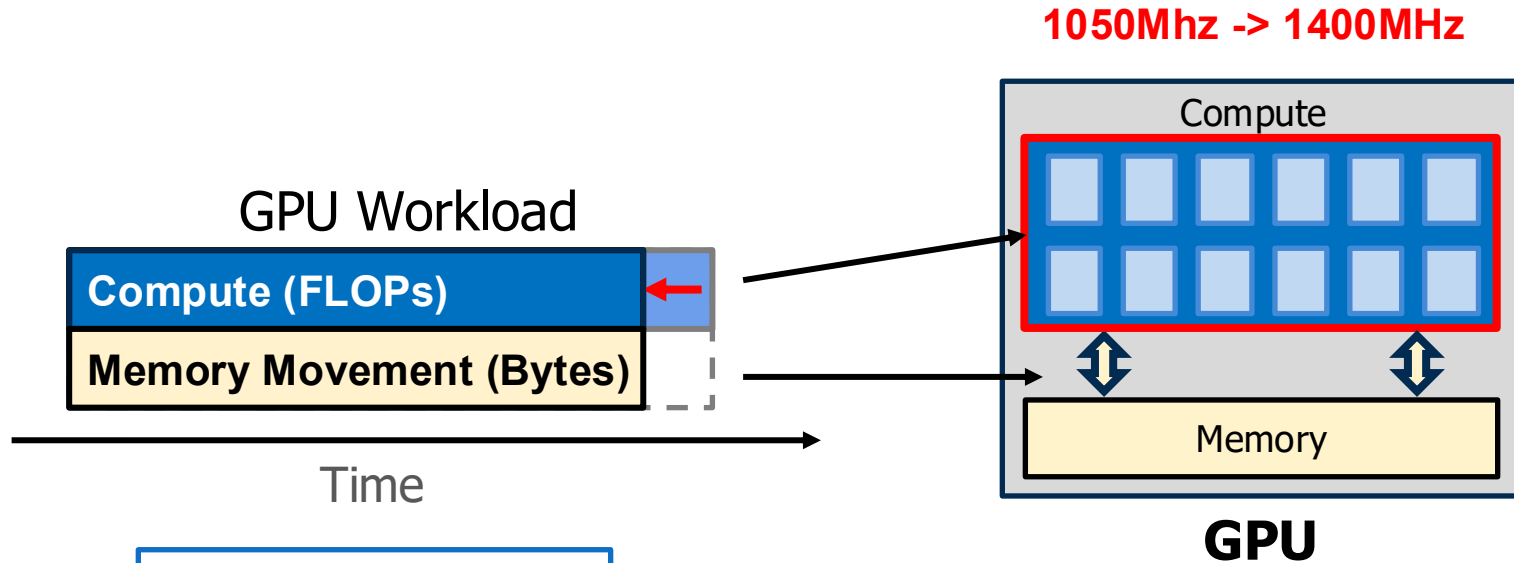 1050Mhz -> 1400MHz
Compute
GPU Workload
Compute (FLOPs)
Memory Movement (Bytes)
Memory
Time
GPU